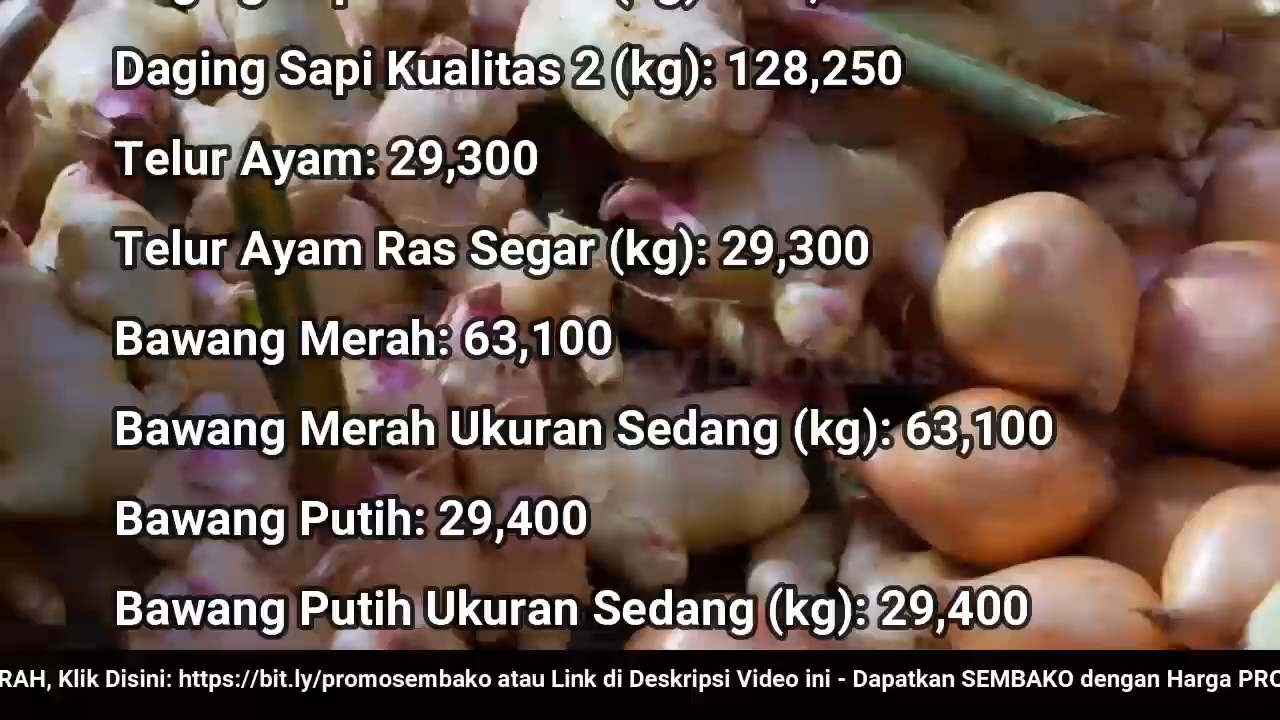 Daging Sapi Kualitas 2 (kg): 128,250
Telur Ayam: 29,300
Telur Ayam Ras Segar (kg): 29,300
Bawang Merah: 63,100
Bawang Merah Ukuran Sedang (kg): 63,100
Bawang Putih: 29,400
Bawang Putih Ukuran Sedang (kg): 29,400
RAH, Klik Disini: https://bit.ly/promosembako atau Link di Deskripsi Video ini - Dapatkan SEMBAKO dengan Harga PRO